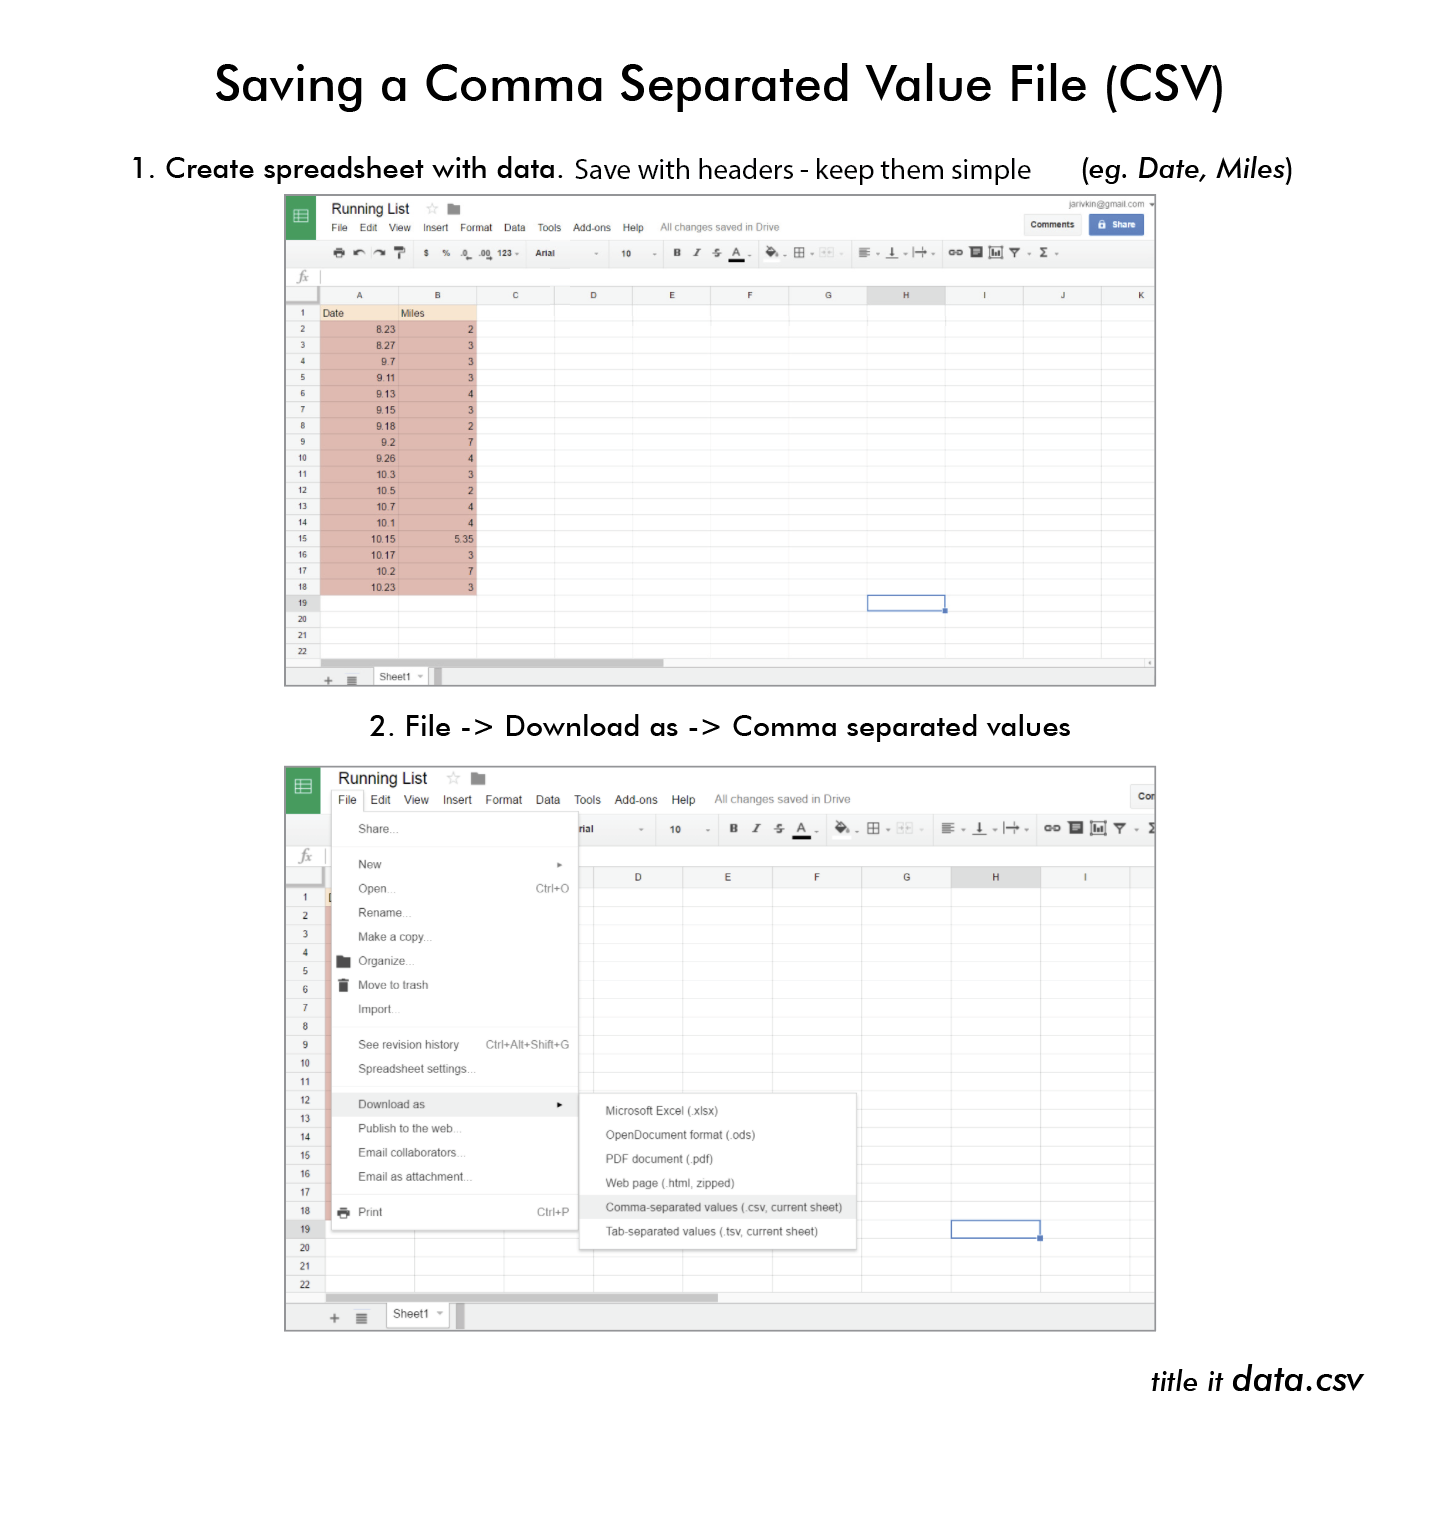 Saving a Comma Separated Value File (CSV)
1. Create spreadsheet with data. Save with headers - keep them simple (eg. Date, Miles)
Running List
jarivkin@gmail.com
File Edit View Insert Format Data Tools Add-ons Help All changes saved in Drive
Comments Share
$ % .0 .00 123 Arial 10 B I S A Σ
fx
A B C D E F G H I J K
1 Date Miles
2 8.23 2
3 8.27 3
4 9.7 3
5 9.11 3
6 9.13 4
7 9.15 3
8 9.18 2
9 9.2 7
10 9.26 4
11 10.3 3
12 10.5 2
13 10.7 4
14 10.1 4
15 10.15 5.35
16 10.17 3
17 10.2 7
18 10.23 3
19
20
21
22
+ Sheet1
2. File -> Download as -> Comma separated values
Running List
File Edit View Insert Format Data Tools Add-ons Help All changes saved in Drive Cor
Share...
rial 10 B I S A Σ
fx
D E F G H I
New
Open... Ctrl+O
Rename...
Make a copy...
Organize...
Move to trash
Import...
See revision history Ctrl+Alt+Shift+G
Spreadsheet settings...
Download as
Publish to the web...
Email collaborators...
Email as attachment...
Print Ctrl+P
Microsoft Excel (.xlsx)
OpenDocument format (.ods)
PDF document (.pdf)
Web page (.html, zipped)
Comma-separated values (.csv, current sheet)
Tab-separated values (.tsv, current sheet)
1
2
3
4
5
6
7
8
9
10
11
12
13
14
15
16
17
18
19
20
21
22
+ Sheet1
title it data.csv